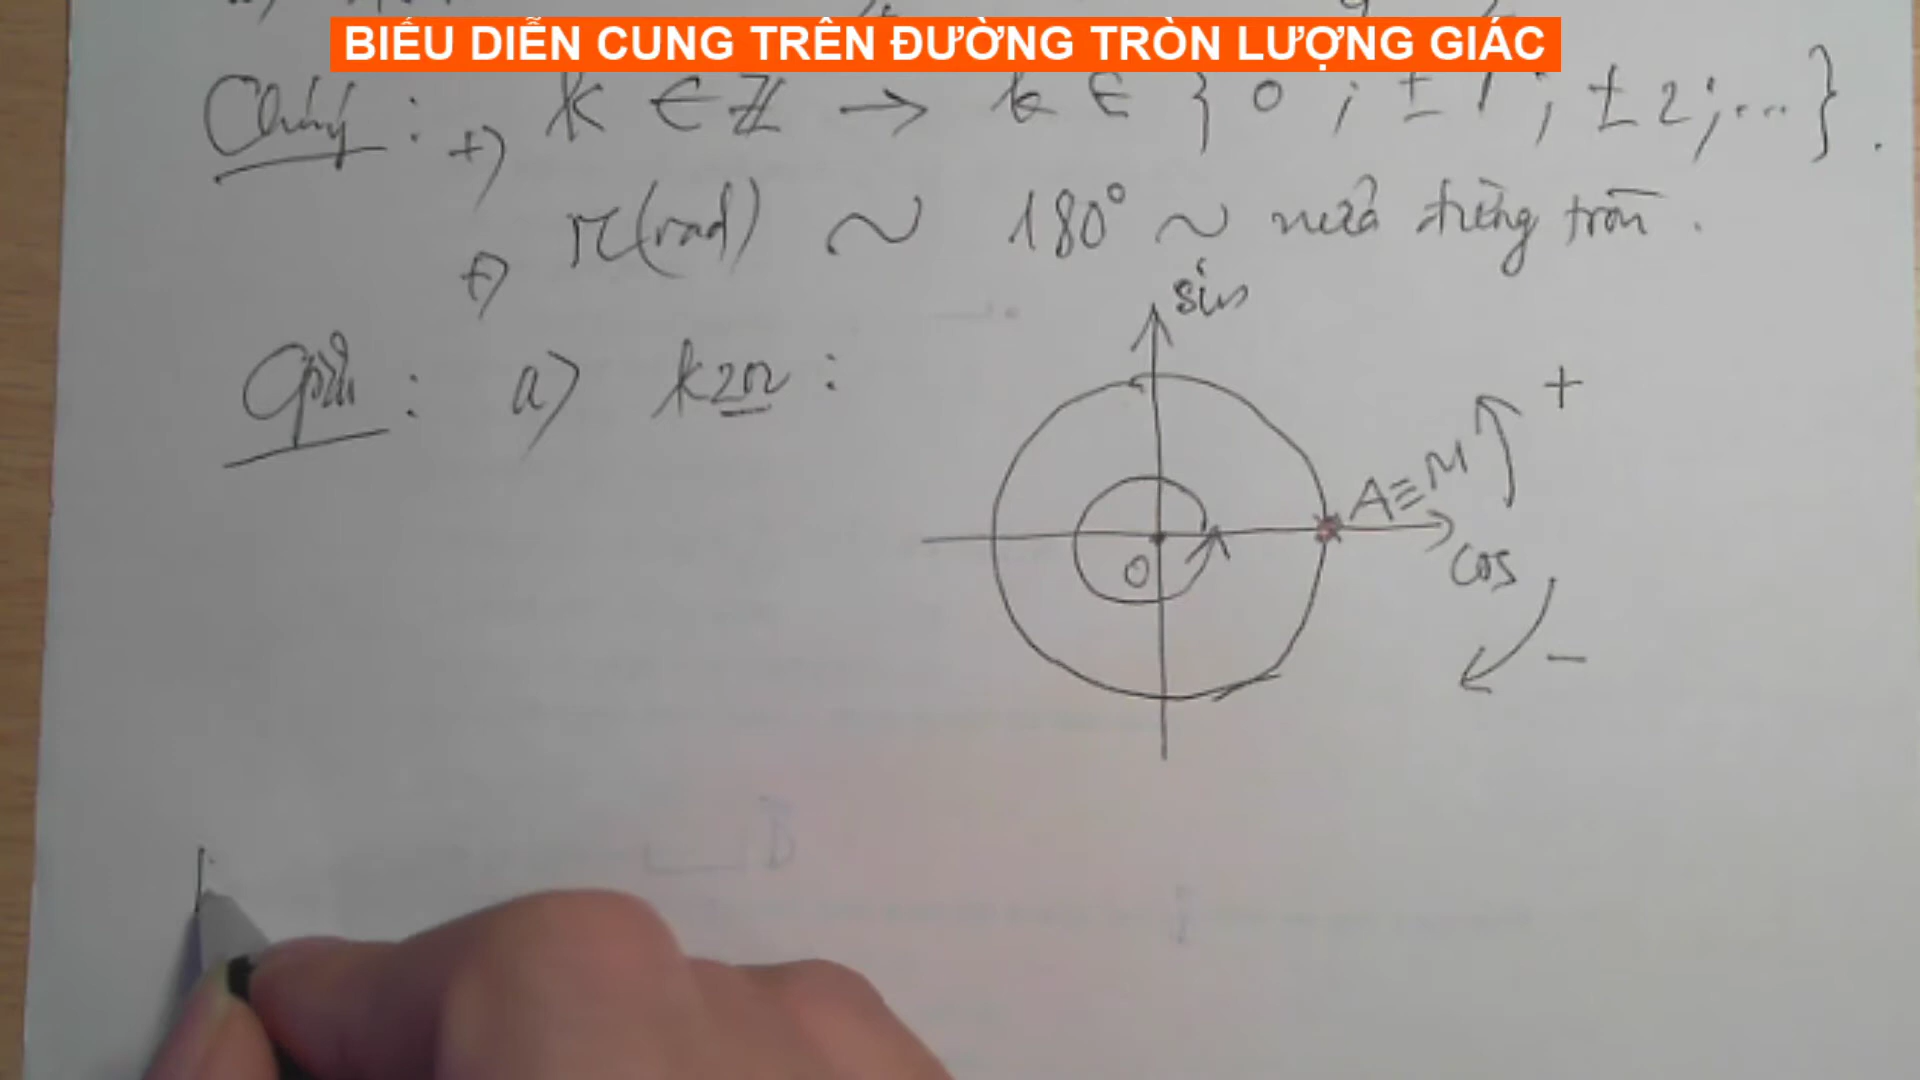 BIỂU DIỄN CUNG TRÊN ĐƯỜNG TRÒN LƯỢNG GIÁC
Chú ý : +) k ∈ ℤ → k ∈ { 0 ; ±1 ; ±2 ; ... } .
+) π(rad) ~ 180° ~ nửa đường tròn .
Giải : a) k2π :
sin
+
A ≡ M
O
cos
−